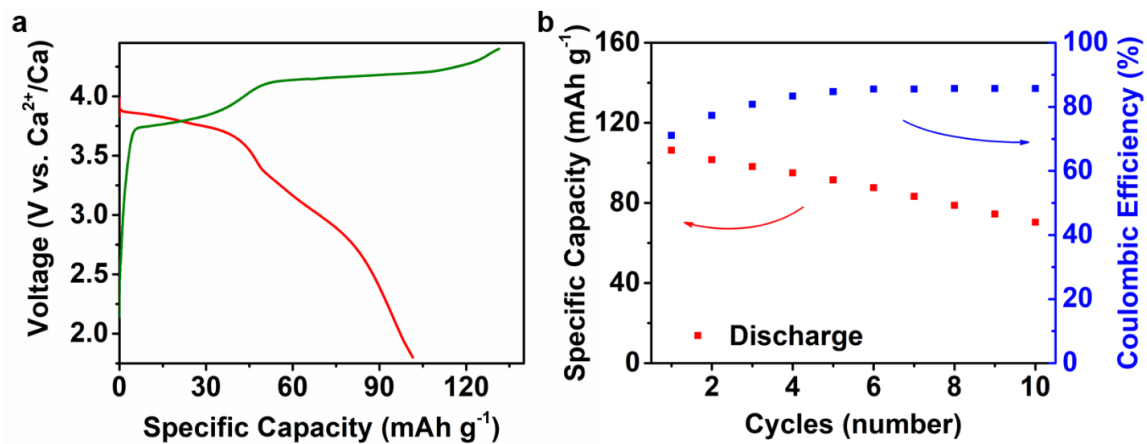 a
Voltage (V vs. Ca²⁺/Ca)
4.0
3.5
3.0
2.5
2.0
0 30 60 90 120
Specific Capacity (mAh g⁻¹)
b
Specific Capacity (mAh g⁻¹)
160
120
80
40
0
Discharge
2 4 6 8 10
Cycles (number)
100
80
60
40
20
0
Coulombic Efficiency (%)